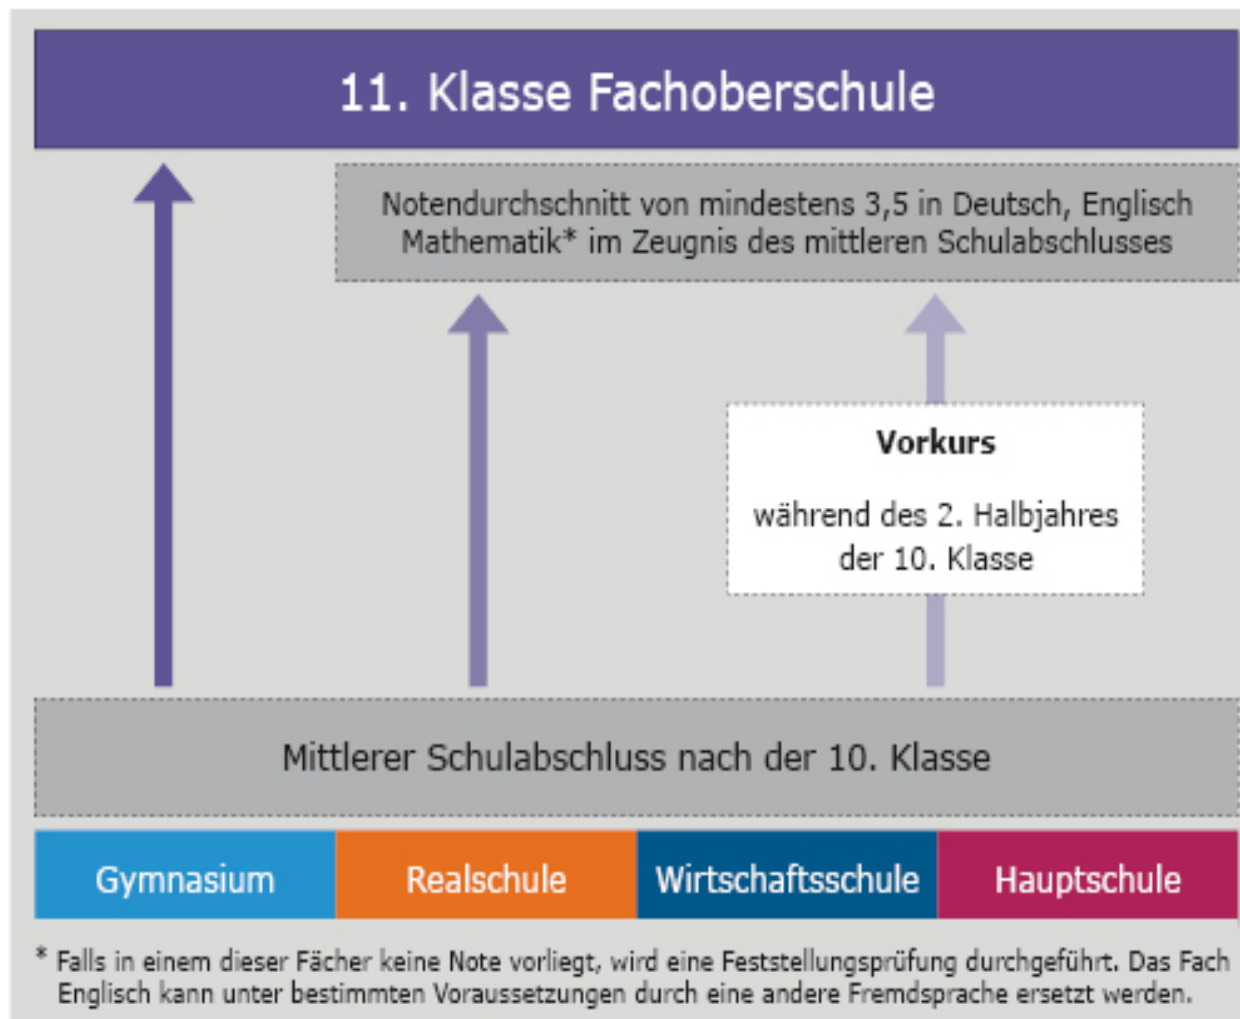 11. Klasse Fachoberschule
Notendurchschnitt von mindestens 3,5 in Deutsch, Englisch
Mathematik* im Zeugnis des mittleren Schulabschlusses
Vorkurs
während des 2. Halbjahres
der 10. Klasse
Mittlerer Schulabschluss nach der 10. Klasse
Gymnasium
Realschule
Wirtschaftsschule
Hauptschule
* Falls in einem dieser Fächer keine Note vorliegt, wird eine Feststellungsprüfung durchgeführt. Das Fach
Englisch kann unter bestimmten Voraussetzungen durch eine andere Fremdsprache ersetzt werden.